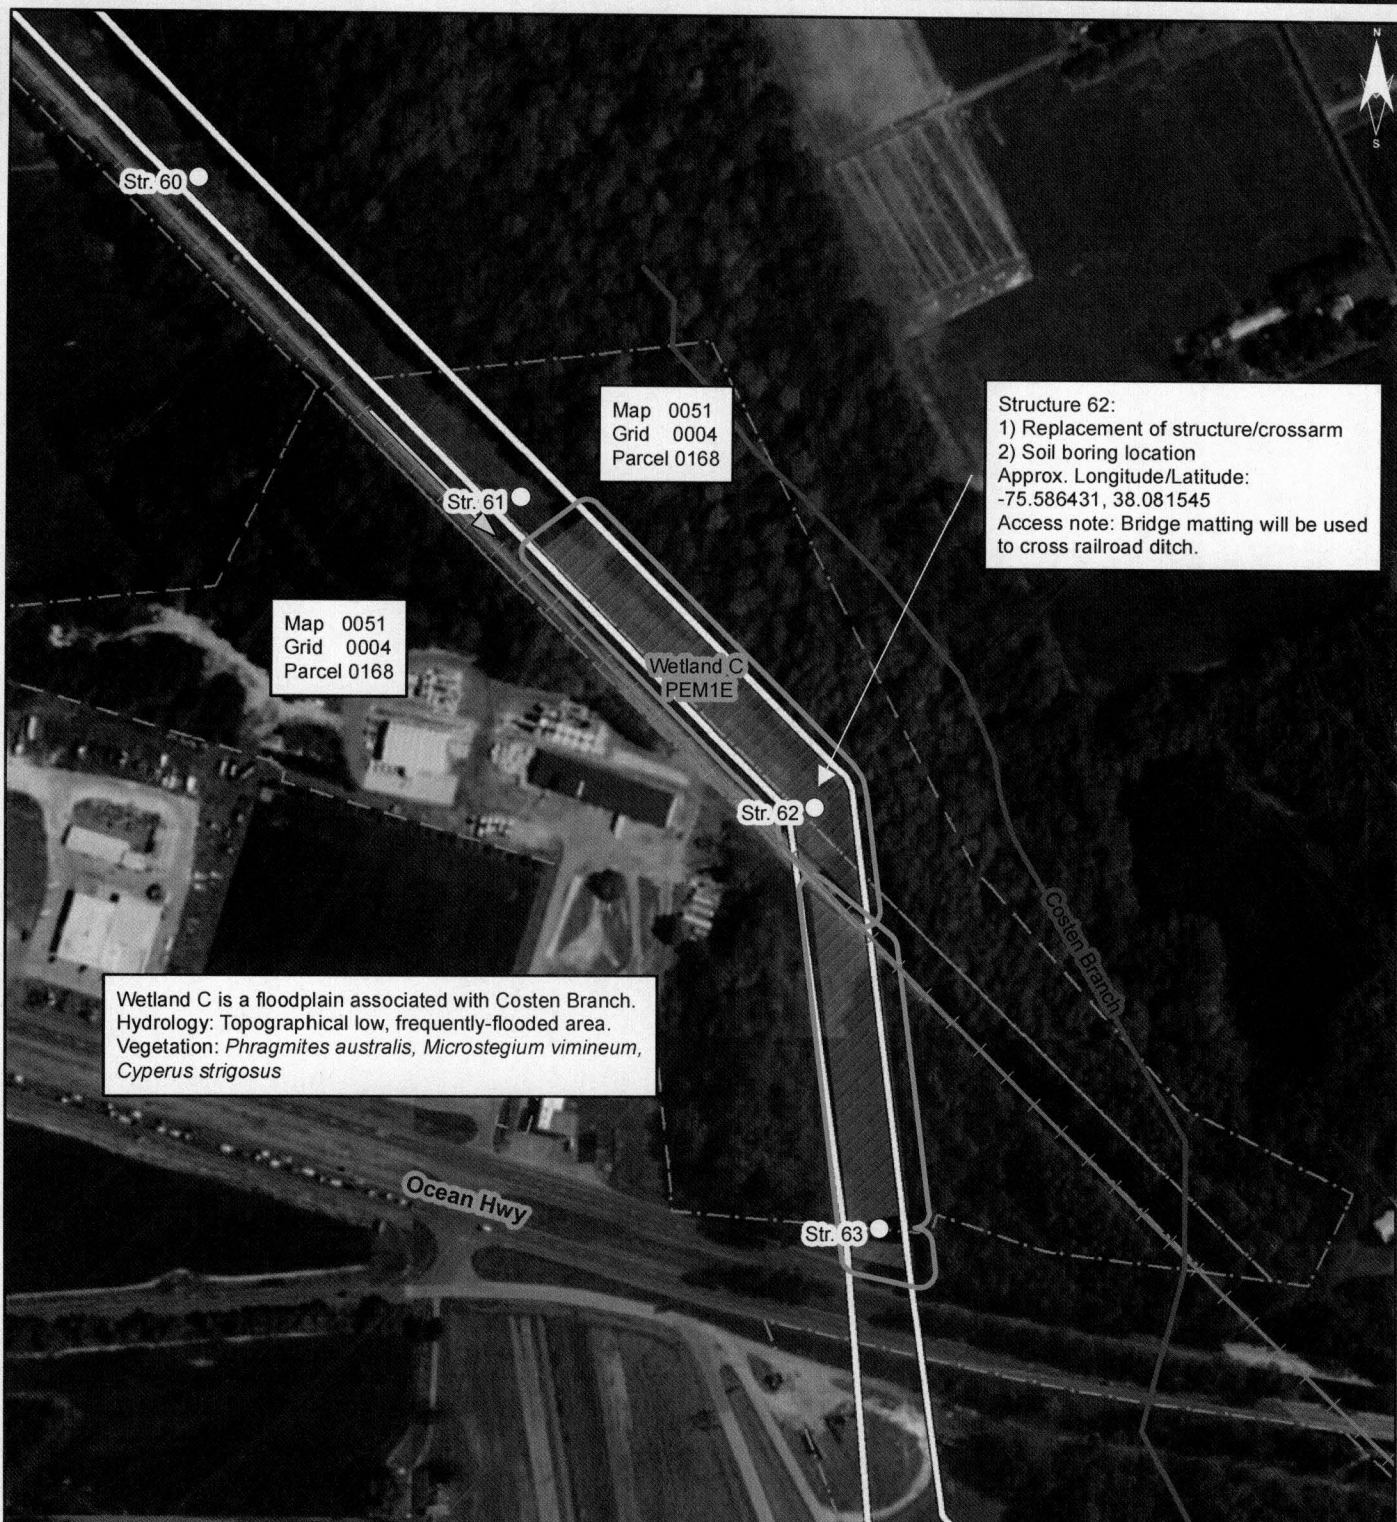 N
S
Str. 60
Map 0051
Grid 0004
Parcel 0168
Structure 62:
1) Replacement of structure/crossarm
2) Soil boring location
Approx. Longitude/Latitude:
-75.586431, 38.081545
Access note: Bridge matting will be used
to cross railroad ditch.
Str. 61
Map 0051
Grid 0004
Parcel 0168
Wetland C
PEM1E
Str. 62
Costen Branch
Wetland C is a floodplain associated with Costen Branch.
Hydrology: Topographical low, frequently-flooded area.
Vegetation: Phragmites australis, Microstegium vimineum,
Cyperus strigosus
Ocean Hwy
Str. 63